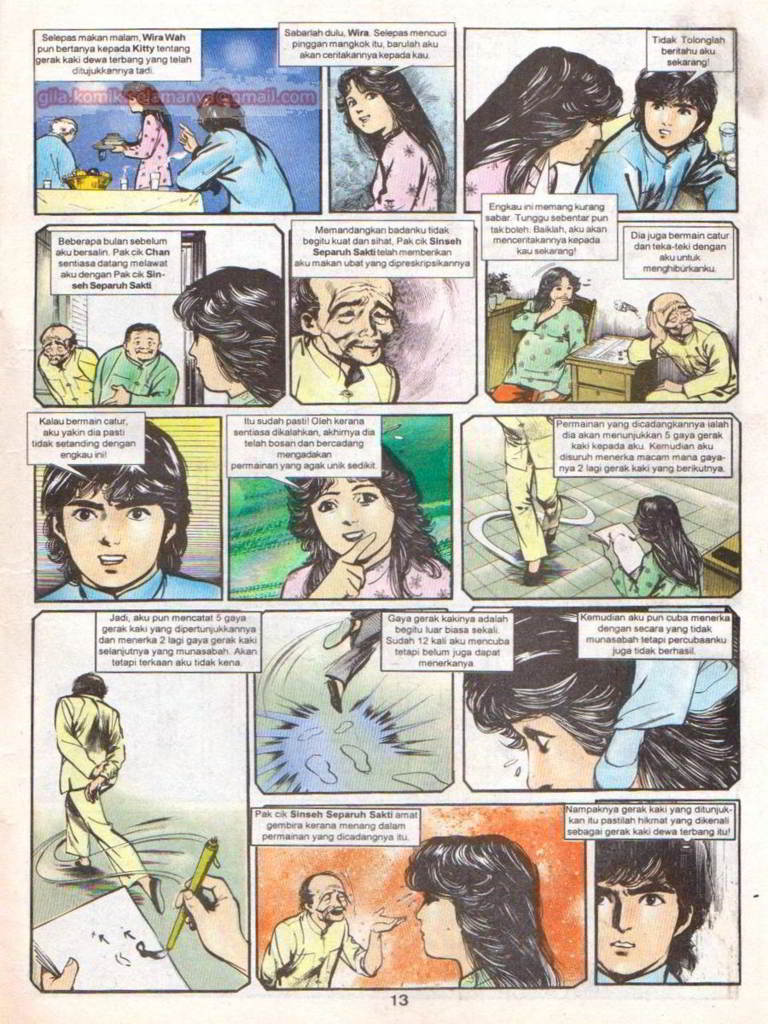 Selepas makan malam, Wira Wah
pun bertanya kepada Kitty tentang
gerak kaki dewa terbang yang telah
ditujukkannya tadi.
gila.komikselamanya@gmail.com
Sabarlah dulu, Wira. Selepas mencuci
pinggan mangkok itu, barulah aku
akan ceritakannya kepada kau.
Tidak Tolonglah
beritahu aku
sekarang!
Beberapa bulan sebelum
aku bersalin. Pak cik Chan
sentiasa datang melawat
aku dengan Pak cik Sin-
seh Separuh Sakti
Memandangkan badanku tidak
begitu kuat dan sihat, Pak cik Sinseh
Separuh Sakti telah memberikan
aku makan ubat yang dipreskripsikannya
Engkau ini memang kurang
sabar. Tunggu sebentar pun
tak boleh. Baiklah, aku akan
menceritakannya kepada
kau sekarang!
Dia juga bermain catur
dan teka-teki dengan
aku untuk
menghiburkanku.
Kalau bermain catur,
aku yakin dia pasti
tidak setanding dengan
engkau ini!
Itu sudah pasti! Oleh kerana
sentiasa dikalahkan, akhirnya dia
telah bosan dan bercadang
mengadakan
permainan yang agak unik sedikit.
Permainan yang dicadangkannya ialah
dia akan menunjukkan 5 gaya gerak
kaki kepada aku. Kemudian aku
disuruh menerka macam mana gaya-
nya 2 lagi gerak kaki yang berikutnya.
Jadi, aku pun mencatat 5 gaya
gerak kaki yang dipertunjukkannya
dan menerka 2 lagi gerak kaki
selanjutnya yang munasabah. Akan
tetapi terkaan aku tidak kena.
Gaya gerak kakinya adalah
begitu luar biasa sekali.
Sudah 12 kali aku mencuba
tetapi belum juga dapat
menerkanya.
Kemudian aku pun cuba menerka
dengan secara yang tidak
munasabah tetapi percubaanku
juga tidak berhasil.
Pak cik Sinseh Separuh Sakti amat
gembira kerana menang dalam
permainan yang dicadangnya itu.
Nampaknya gerak kaki yang ditunjuk-
kan itu pastilah hikmat yang dikenali
sebagai gerak kaki dewa terbang itu!
13